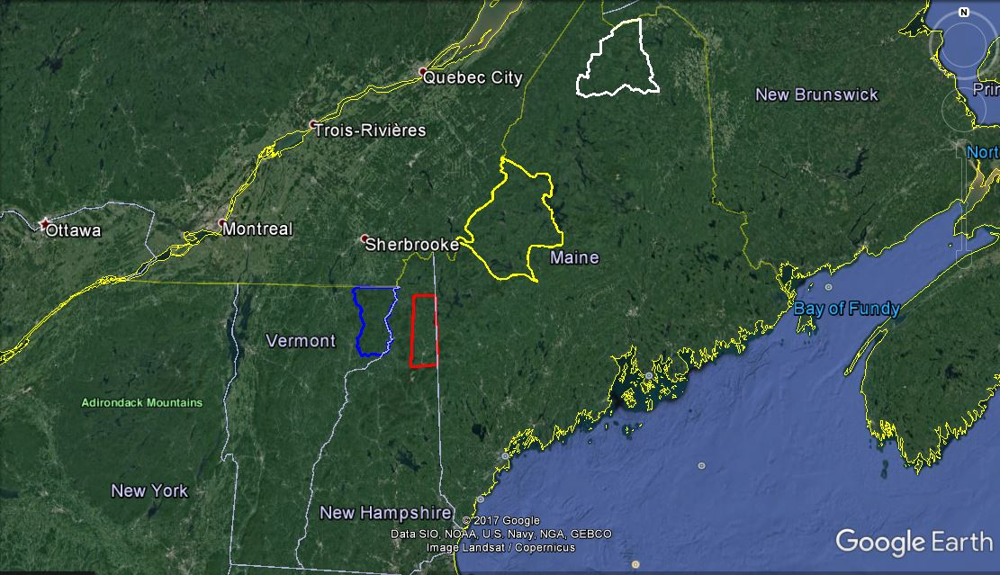 N
Quebec City
Prin
New Brunswick
Trois-Rivières
Nort
Ottawa
Montreal
Sherbrooke
Maine
Bay of Fundy
Vermont
Adirondack Mountains
New York
New Hampshire
© 2017 Google
Data SIO, NOAA, U.S. Navy, NGA, GEBCO
Image Landsat / Copernicus
Google Earth